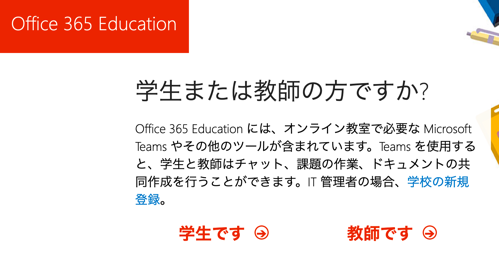 Office 365 Education
学生または教師の方ですか?
Office 365 Education には、オンライン教室で必要な Microsoft
Teams やその他のツールが含まれています。Teams を使用する
と、学生と教師はチャット、課題の作業、ドキュメントの共
同作成を行うことができます。IT 管理者の場合、学校の新規
登録。
学生です 教師です